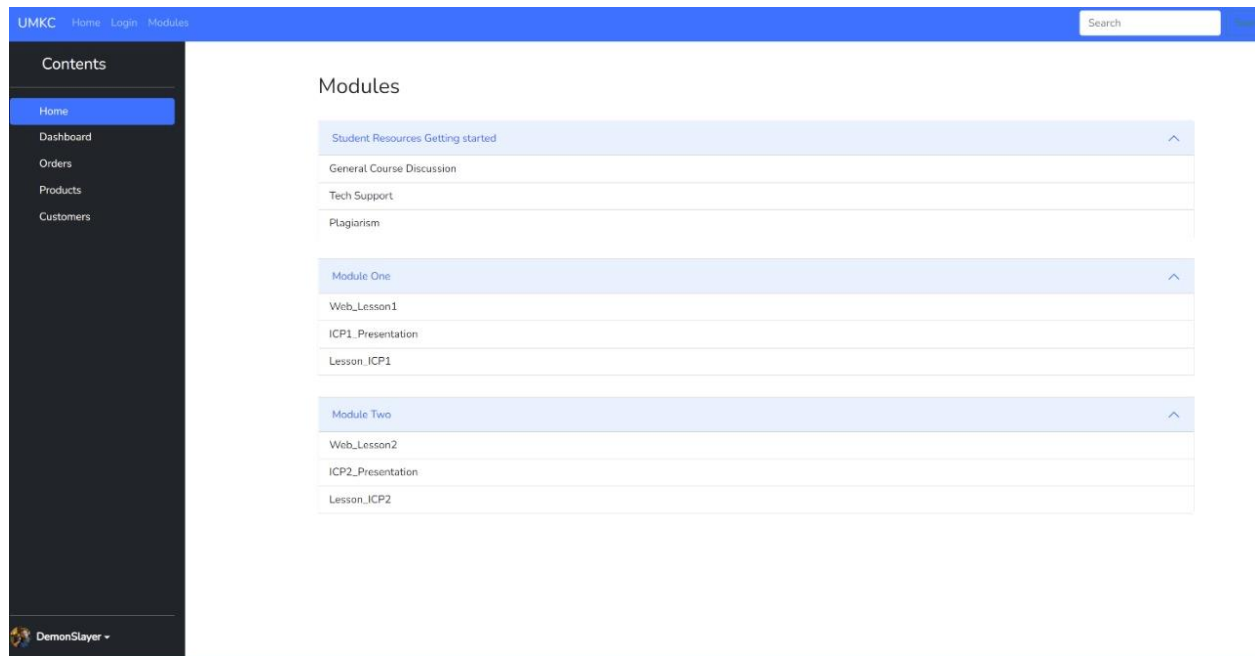 UMKC Home Login Modules Search
Contents
Home
Dashboard
Orders
Products
Customers
DemonSlayer
Modules
Student Resources Getting started
General Course Discussion
Tech Support
Plagiarism
Module One
Web_Lesson1
ICP1_Presentation
Lesson_ICP1
Module Two
Web_Lesson2
ICP2_Presentation
Lesson_ICP2